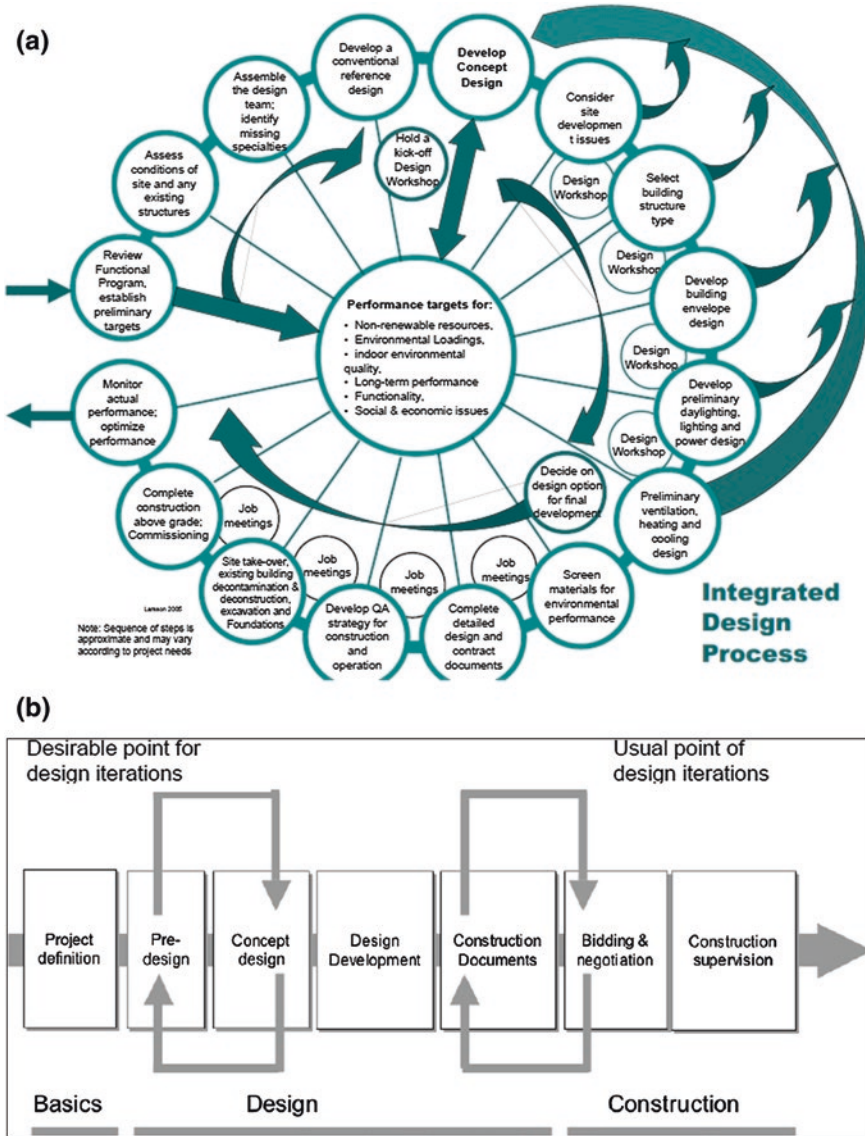 (a)
Develop a
conventional
reference
design
Develop
Concept
Design
Assemble
the design
team;
identify
missing
specialties
Consider
site
developmen
t issues
Hold a
kick-off
Design
Workshop
Assess
conditions of
site and any
existing
structures
Design
Workshop
Select
building
structure
type
Review
Functional
Program,
establish
preliminary
targets
Design
Workshop
Develop
building
envelope
design
Performance targets for:
• Non-renewable resources,
• Environmental Loadings,
• indoor environmental
quality,
• Long-term performance
• Functionality,
• Social & economic issues
Design
Workshop
Develop
preliminary
daylighting,
lighting and
power design
Monitor
actual
performance;
optimize
performance
Design
Workshop
Decide on
design option
for final
development
Preliminary
ventilation,
heating and
cooling
design
Complete
construction
above grade;
Commissioning
Job
meetings
Job
meetings
Job
meetings
Job
meetings
Screen
materials for
environmental
performance
Site take-over,
existing building
decontamination &
deconstruction,
excavation and
Foundations
Develop QA
strategy for
construction
and
operation
Complete
detailed
design and
contract
documents
Larsson 2005
Note: Sequence of steps is
approximate and may vary
according to project needs
Integrated
Design
Process
(b)
Desirable point for
design iterations
Usual point of
design iterations
Project
definition
Pre-
design
Concept
design
Design
Development
Construction
Documents
Bidding &
negotiation
Construction
supervision
Basics
Design
Construction